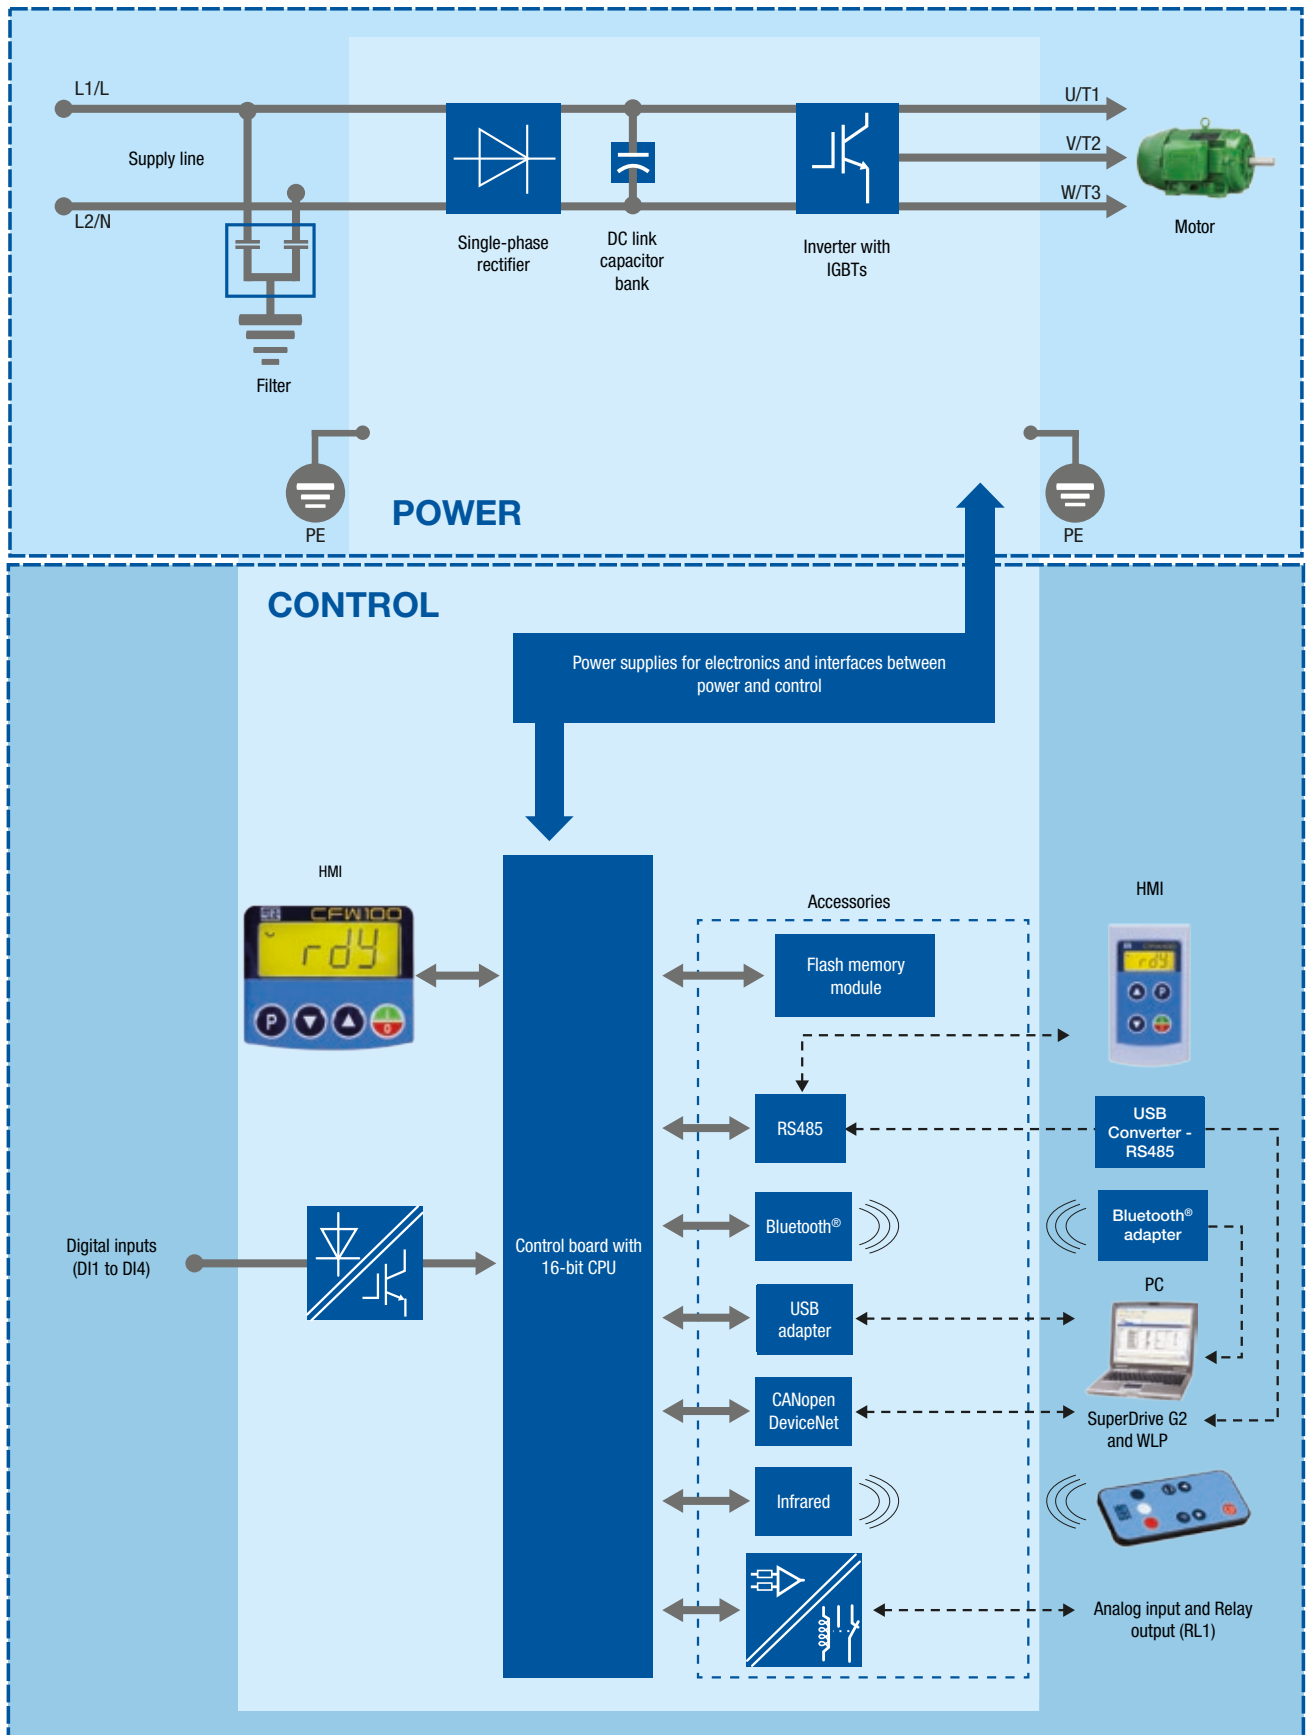 L1/L
Supply line
L2/N
Filter
Single-phase
rectifier
DC link
capacitor
bank
Inverter with
IGBTs
U/T1
V/T2
W/T3
Motor
PE
POWER
PE
CONTROL
Power supplies for electronics and interfaces between
power and control
HMI
CFW100
rdy
P
0
Digital inputs
(DI1 to DI4)
Control board with
16-bit CPU
Accessories
Flash memory
module
RS485
Bluetooth®
USB
adapter
CANopen
DeviceNet
Infrared
HMI
rdy
P
USB
Converter -
RS485
Bluetooth®
adapter
PC
SuperDrive G2
and WLP
Analog input and Relay
output (RL1)